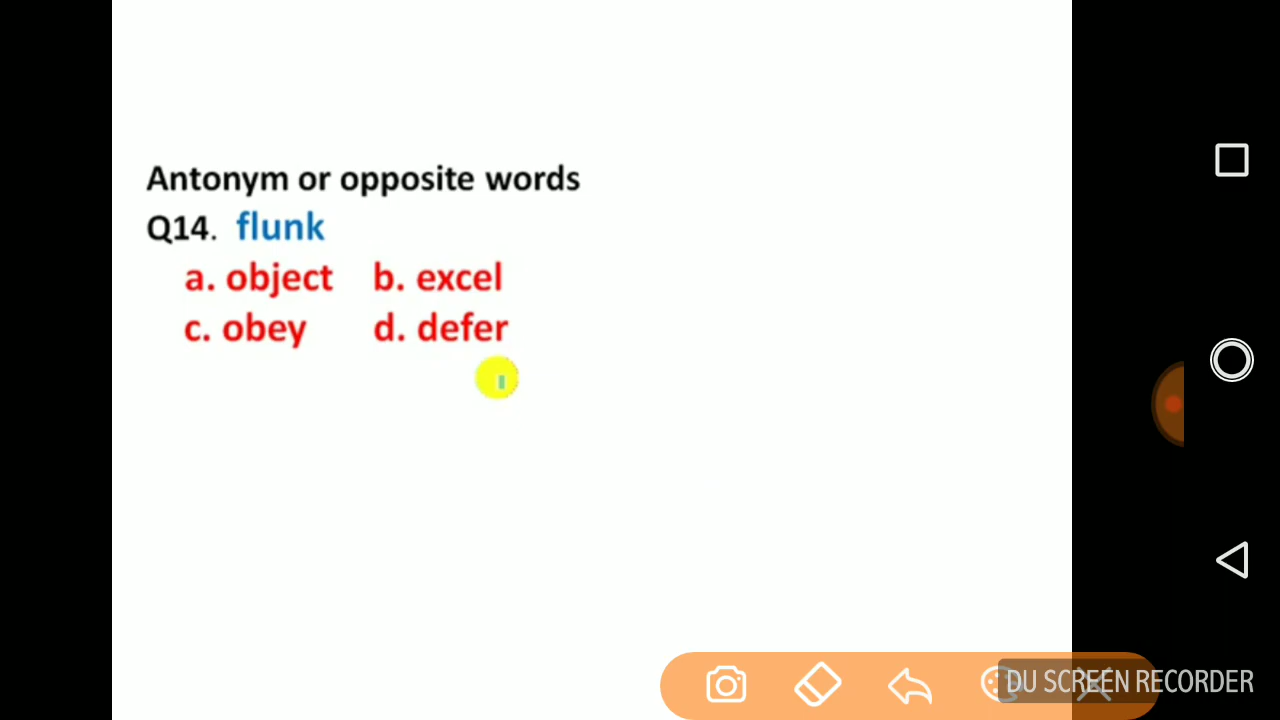 Antonym or opposite words
Q14. flunk
a. object b. excel
c. obey d. defer
DU SCREEN RECORDER